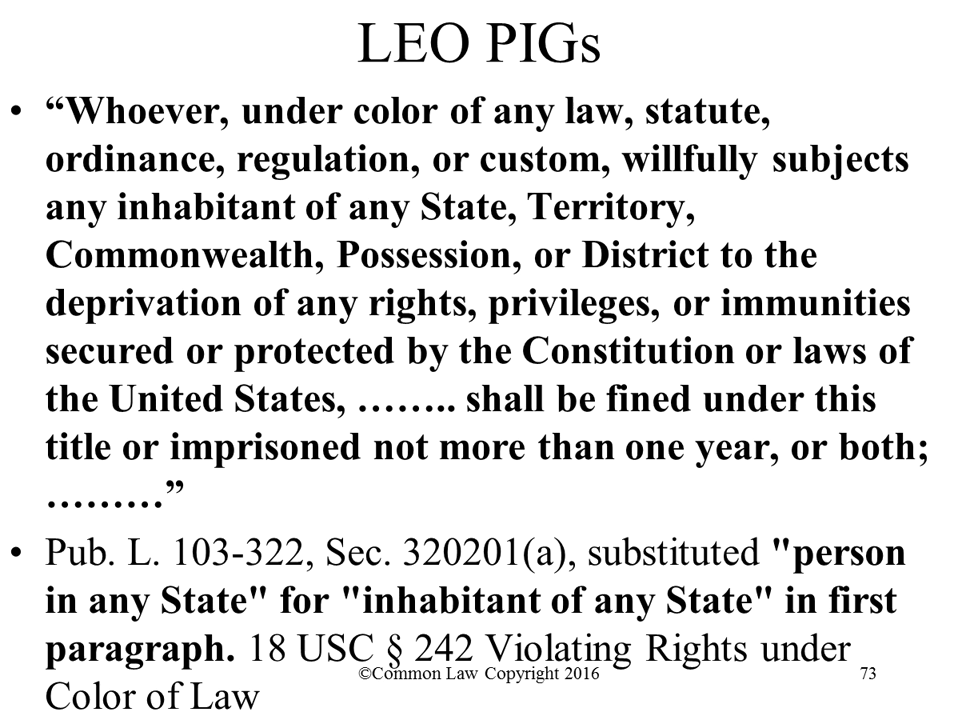 LEO PIGs
• “Whoever, under color of any law, statute,
ordinance, regulation, or custom, willfully subjects
any inhabitant of any State, Territory,
Commonwealth, Possession, or District to the
deprivation of any rights, privileges, or immunities
secured or protected by the Constitution or laws of
the United States, …….. shall be fined under this
title or imprisoned not more than one year, or both;
………”
• Pub. L. 103-322, Sec. 320201(a), substituted "person
in any State" for "inhabitant of any State" in first
paragraph. 18 USC § 242 Violating Rights under
Color of Law
©Common Law Copyright 2016
73